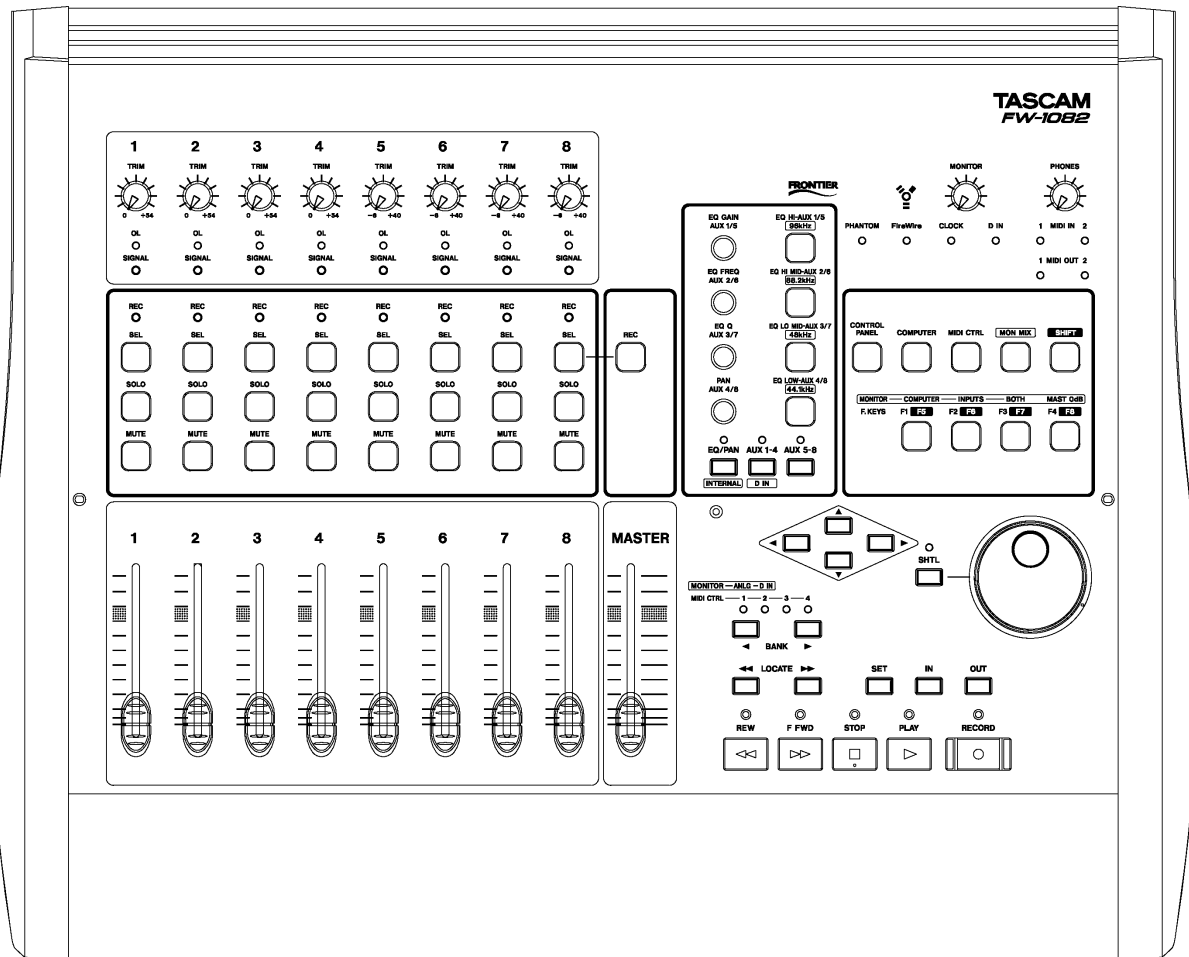 TASCAM
FW-1082
1 2 3 4 5 6 7 8
TRIM TRIM TRIM TRIM TRIM TRIM TRIM TRIM
0 +54 0 +54 0 +54 0 +54 -6 +40 -6 +40 -6 +40 -6 +40
OL OL OL OL OL OL OL OL
SIGNAL SIGNAL SIGNAL SIGNAL SIGNAL SIGNAL SIGNAL SIGNAL
REC REC REC REC REC REC REC REC
SEL SEL SEL SEL SEL SEL SEL SEL REC
SOLO SOLO SOLO SOLO SOLO SOLO SOLO SOLO
MUTE MUTE MUTE MUTE MUTE MUTE MUTE MUTE
FRONTIER
EQ GAIN
AUX 1/5
EQ HI-AUX 1/5
96kHz
EQ FREQ
AUX 2/6
EQ HI MID-AUX 2/6
88.2kHz
EQ Q
AUX 3/7
EQ LO MID-AUX 3/7
48kHz
PAN
AUX 4/8
EQ LOW-AUX 4/8
44.1kHz
EQ/PAN AUX 1-4 AUX 5-8
INTERNAL D IN
MONITOR PHONES
PHANTOM FireWire CLOCK D IN 1 MIDI IN 2
1 MIDI OUT 2
CONTROL
PANEL COMPUTER MIDI CTRL MON MIX SHIFT
MONITOR COMPUTER INPUTS BOTH MAST 0dB
F.KEYS F1 F5 F2 F6 F3 F7 F4 F8
1 2 3 4 5 6 7 8 MASTER
SHTL
MONITOR ANLG D IN
MIDI CTRL 1 2 3 4
BANK
LOCATE SET IN OUT
REW F FWD STOP PLAY RECORD